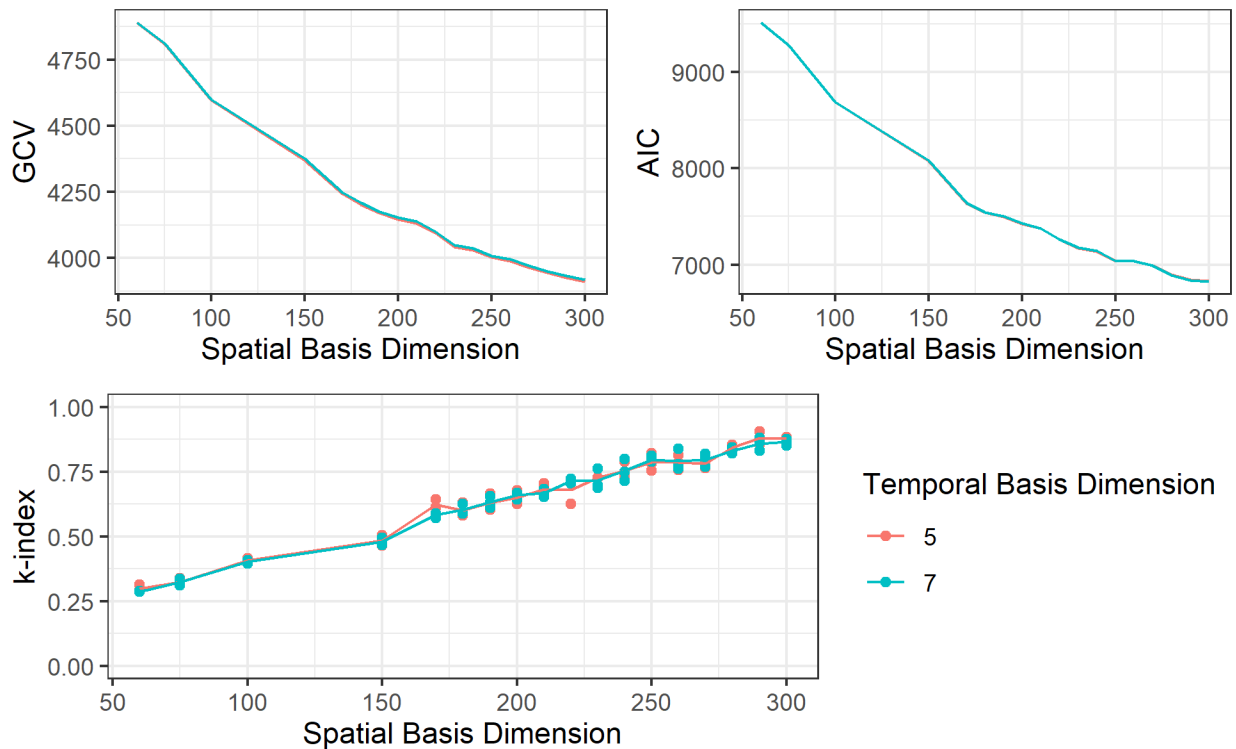 GCV
4750
4500
4250
4000
50 100 150 200 250 300
Spatial Basis Dimension
AIC
9000
8000
7000
50 100 150 200 250 300
Spatial Basis Dimension
k-index
1.00
0.75
0.50
0.25
0.00
50 100 150 200 250 300
Spatial Basis Dimension
Temporal Basis Dimension
5
7